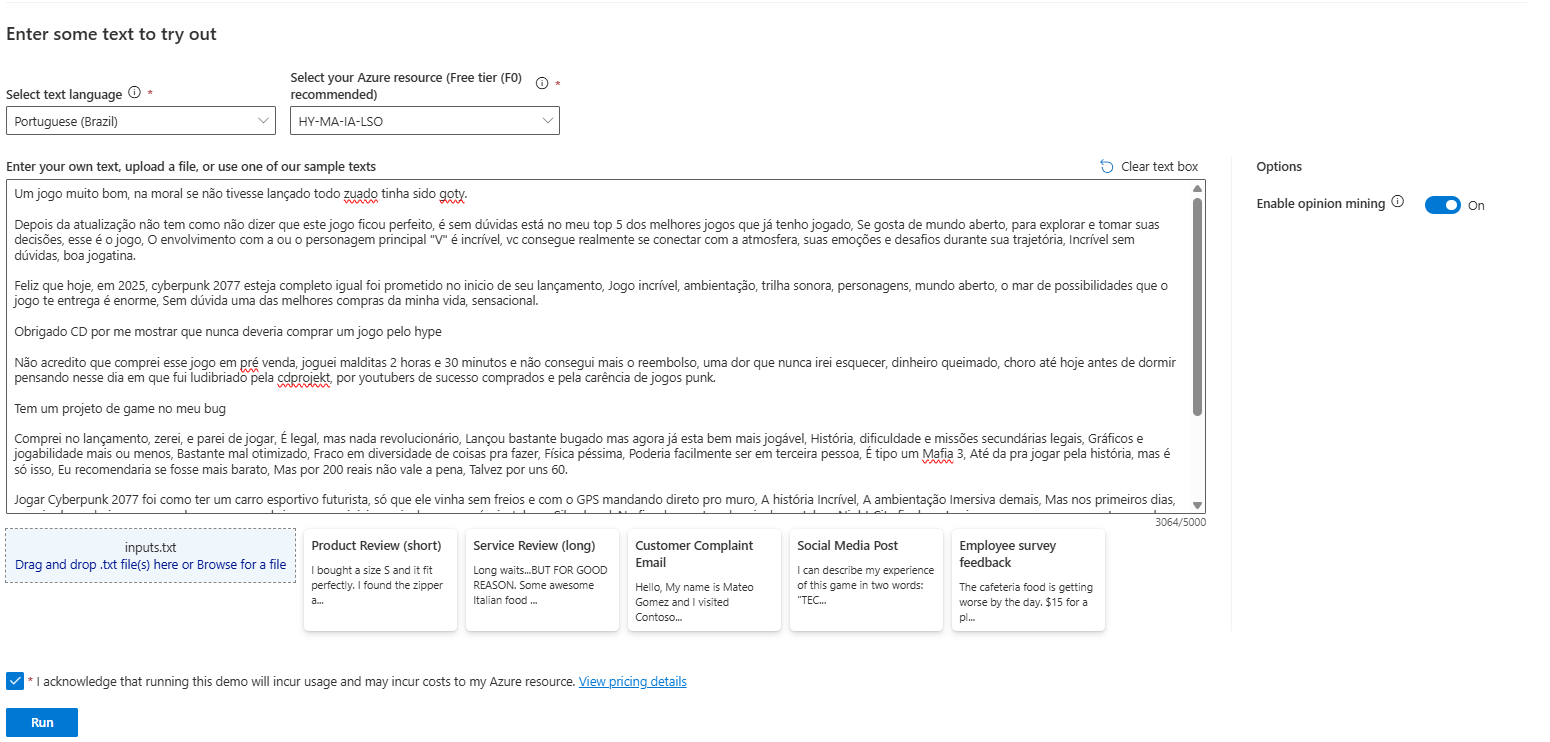 Enter some text to try out
Select text language *
Select your Azure resource (Free tier (F0)
recommended) *
Portuguese (Brazil)
HY-MA-IA-LSO
Enter your own text, upload a file, or use one of our sample texts
Clear text box
Um jogo muito bom, na moral se não tivesse lançado todo zuado tinha sido goty.
Depois da atualização não tem como não dizer que este jogo ficou perfeito, é sem dúvidas está no meu top 5 dos melhores jogos que já tenho jogado, Se gosta de mundo aberto, para explorar e tomar suas
decisões, esse é o jogo, O envolvimento com a ou o personagem principal "V" é incrível, vc consegue realmente se conectar com a atmosfera, suas emoções e desafios durante sua trajetória, Incrível sem
dúvidas, boa jogatina.
Feliz que hoje, em 2025, cyberpunk 2077 esteja completo igual foi prometido no inicio de seu lançamento, Jogo incrível, ambientação, trilha sonora, personagens, mundo aberto, o mar de possibilidades que o
jogo te entrega é enorme, Sem dúvida uma das melhores compras da minha vida, sensacional.
Obrigado CD por me mostrar que nunca deveria comprar um jogo pelo hype
Não acredito que comprei esse jogo em pré venda, joguei malditas 2 horas e 30 minutos e não consegui mais o reembolso, uma dor que nunca irei esquecer, dinheiro queimado, choro até hoje antes de dormir
pensando nesse dia em que fui ludibriado pela cdprojekt, por youtubers de sucesso comprados e pela carência de jogos punk.
Tem um projeto de game no meu bug
Comprei no lançamento, zerei, e parei de jogar, É legal, mas nada revolucionário, Lançou bastante bugado mas agora já esta bem mais jogável, História, dificuldade e missões secundárias legais, Gráficos e
jogabilidade mais ou menos, Bastante mal otimizado, Fraco em diversidade de coisas pra fazer, Física péssima, Poderia facilmente ser em terceira pessoa, É tipo um Mafia 3, Até da pra jogar pela história, mas é
só isso, Eu recomendaria se fosse mais barato, Mas por 200 reais não vale a pena, Talvez por uns 60.
Jogar Cyberpunk 2077 foi como ter um carro esportivo futurista, só que ele vinha sem freios e com o GPS mandando direto pro muro, A história Incrível, A ambientação Imersiva demais, Mas nos primeiros dias,
3064/5000
Options
Enable opinion mining
On
inputs.txt
Drag and drop .txt file(s) here or Browse for a file
Product Review (short)
I bought a size S and it fit
perfectly. I found the zipper
a...
Service Review (long)
Long waits...BUT FOR GOOD
REASON. Some awesome
Italian food ...
Customer Complaint
Email
Hello, My name is Mateo
Gomez and I visited
Contoso...
Social Media Post
I can describe my experience
of this game in two words:
"TEC...
Employee survey
feedback
The cafeteria food is getting
worse by the day. $15 for a
pl...
* I acknowledge that running this demo will incur usage and may incur costs to my Azure resource. View pricing details
Run